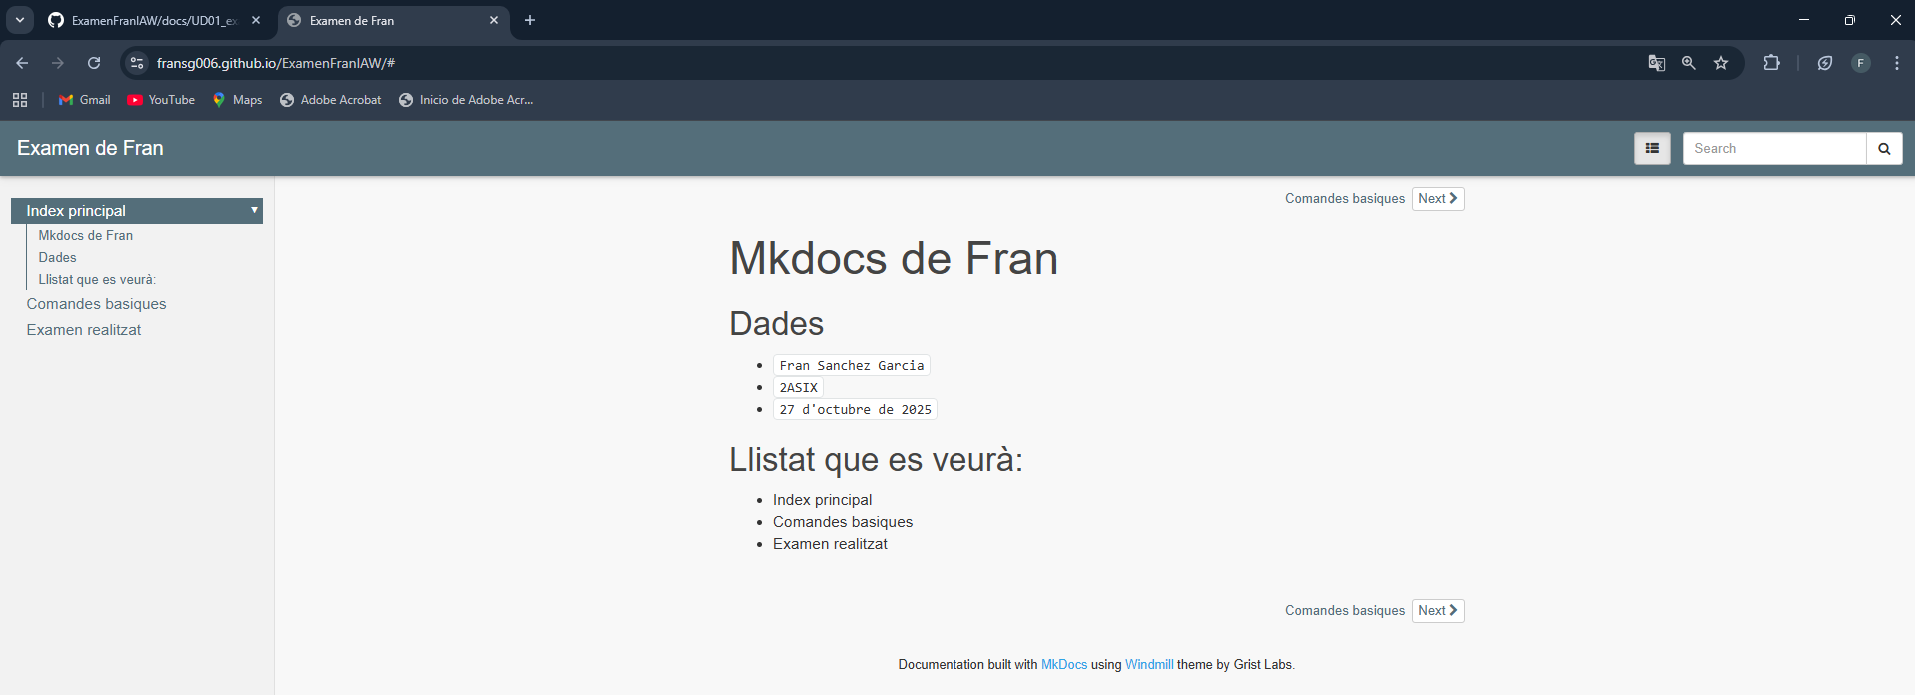 ExamenFranIAW/docs/UD01_ex
Examen de Fran
fransg006.github.io/ExamenFranIAW/#
F
Gmail
YouTube
Maps
Adobe Acrobat
Inicio de Adobe Acr...
Examen de Fran
Search
Index principal
Mkdocs de Fran
Dades
Llistat que es veurà:
Comandes basiques
Examen realitzat
Comandes basiques Next
Mkdocs de Fran
Dades
Fran Sanchez Garcia
2ASIX
27 d'octubre de 2025
Llistat que es veurà:
Index principal
Comandes basiques
Examen realitzat
Comandes basiques Next
Documentation built with MkDocs using Windmill theme by Grist Labs.